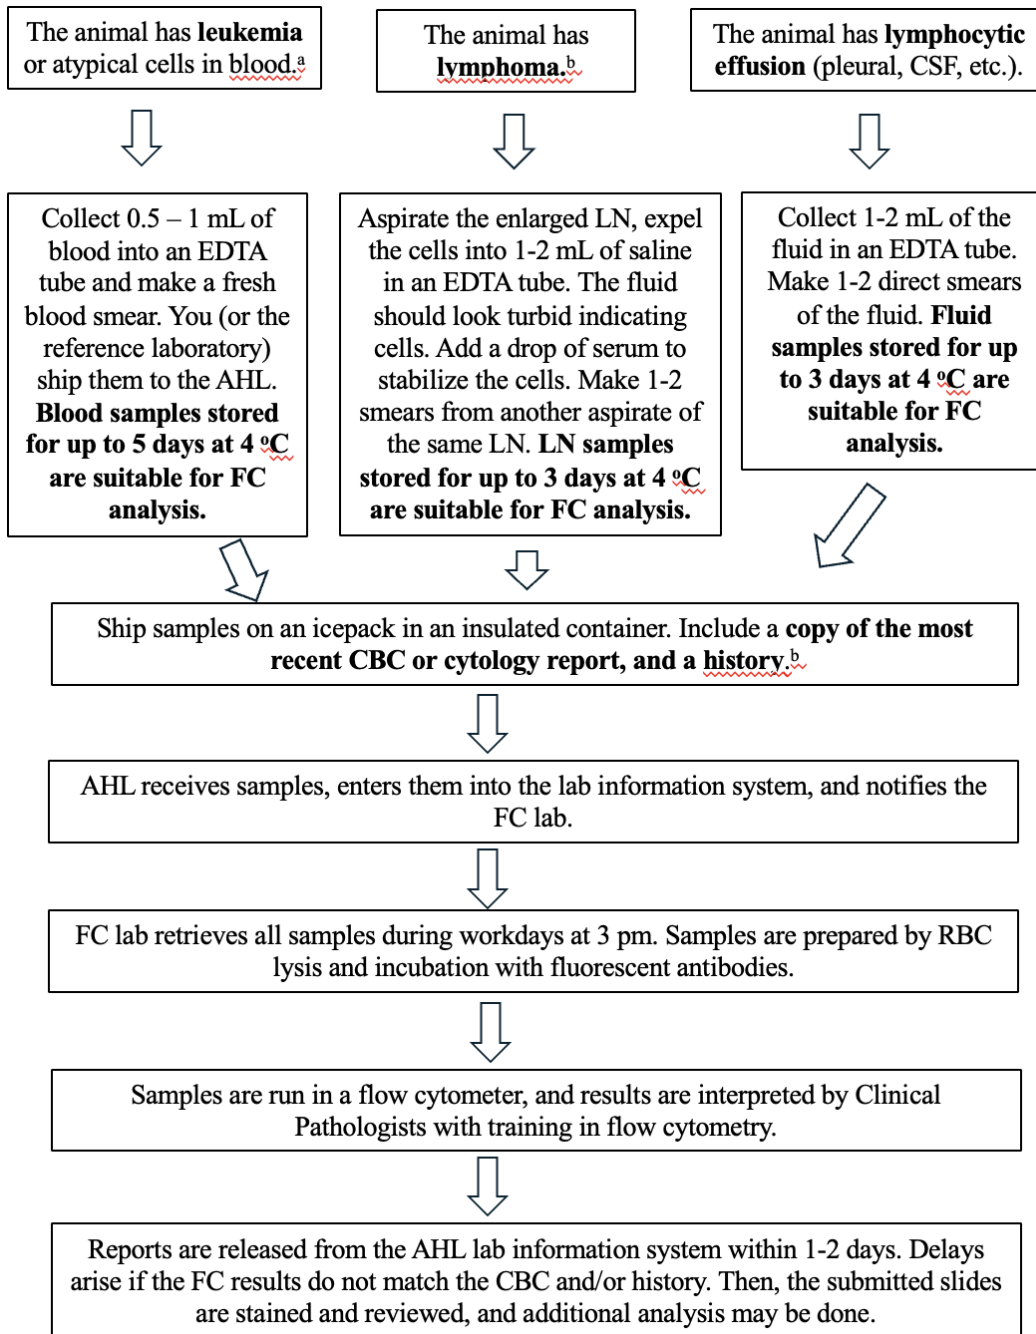 The animal has leukemia
or atypical cells in blood.ᵃ
The animal has
lymphoma.ᵇ
The animal has lymphocytic
effusion (pleural, CSF, etc.).
Collect 0.5 – 1 mL of
blood into an EDTA
tube and make a fresh
blood smear. You (or the
reference laboratory)
ship them to the AHL.
Blood samples stored
for up to 5 days at 4 ºC
are suitable for FC
analysis.
Aspirate the enlarged LN, expel
the cells into 1-2 mL of saline
in an EDTA tube. The fluid
should look turbid indicating
cells. Add a drop of serum to
stabilize the cells. Make 1-2
smears from another aspirate of
the same LN. LN samples
stored for up to 3 days at 4 ºC
are suitable for FC analysis.
Collect 1-2 mL of the
fluid in an EDTA tube.
Make 1-2 direct smears
of the fluid. Fluid
samples stored for up
to 3 days at 4 ºC are
suitable for FC
analysis.
Ship samples on an icepack in an insulated container. Include a copy of the most
recent CBC or cytology report, and a history.ᵇ
AHL receives samples, enters them into the lab information system, and notifies the
FC lab.
FC lab retrieves all samples during workdays at 3 pm. Samples are prepared by RBC
lysis and incubation with fluorescent antibodies.
Samples are run in a flow cytometer, and results are interpreted by Clinical
Pathologists with training in flow cytometry.
Reports are released from the AHL lab information system within 1-2 days. Delays
arise if the FC results do not match the CBC and/or history. Then, the submitted slides
are stained and reviewed, and additional analysis may be done.